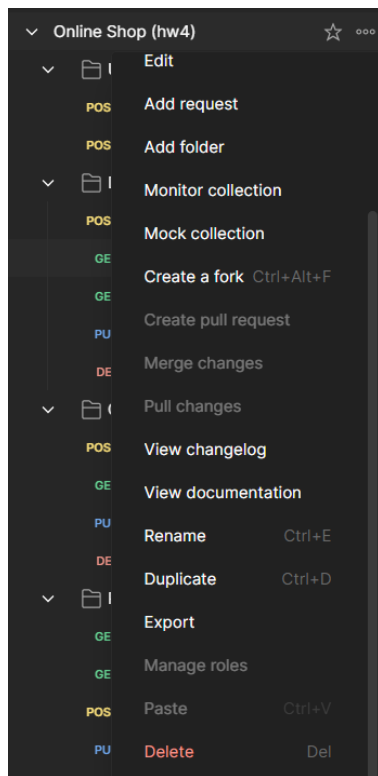 Online Shop (hw4)
Edit
POS
Add request
POS
Add folder
Monitor collection
POS
Mock collection
GE
Create a fork Ctrl+Alt+F
GE
Create pull request
PU
Merge changes
DE
Pull changes
POS
View changelog
GE
View documentation
PU
Rename Ctrl+E
DE
Duplicate Ctrl+D
Export
GE
Manage roles
GE
Paste Ctrl+V
POS
Delete Del
PU